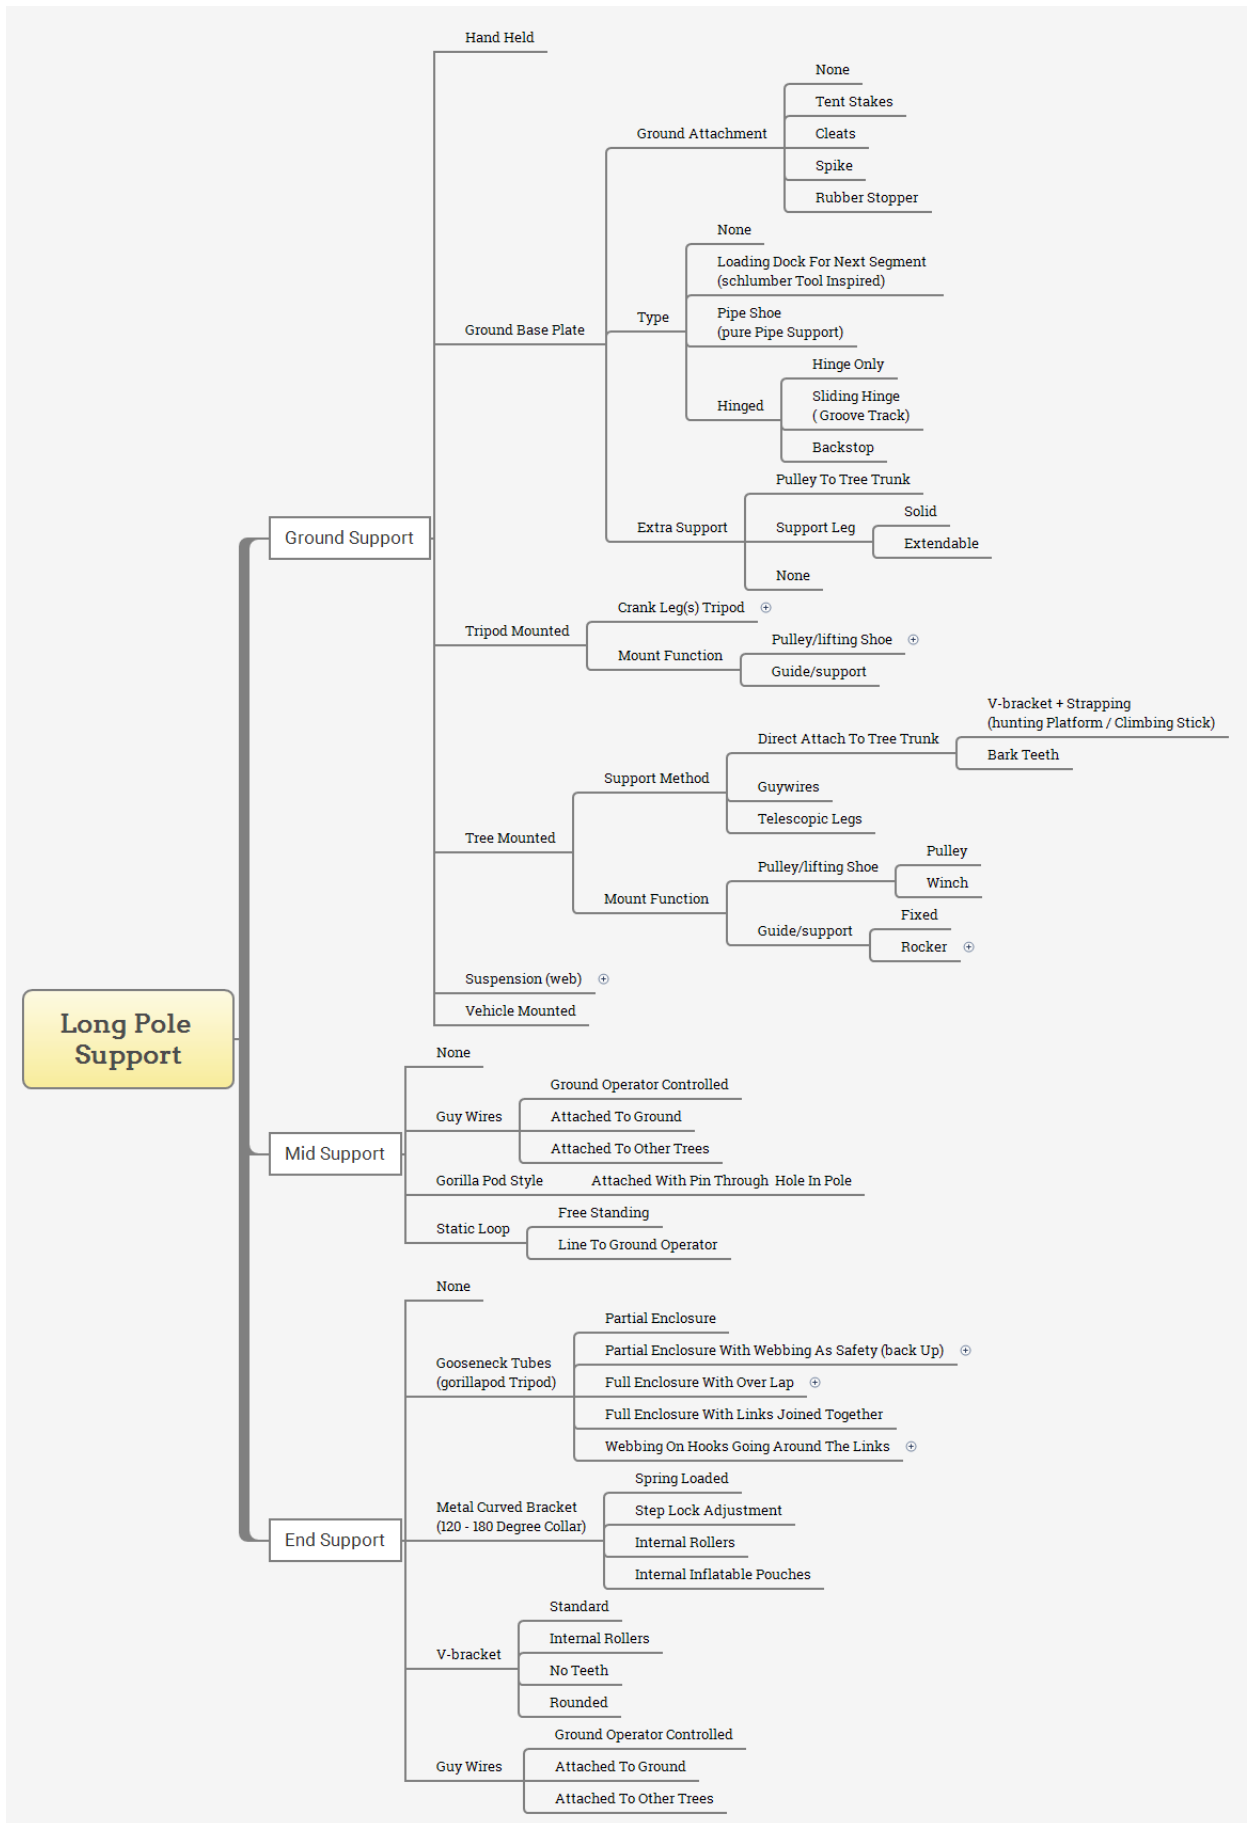 Long Pole
Support
Ground Support
Hand Held
Ground Base Plate
Ground Attachment
None
Tent Stakes
Cleats
Spike
Rubber Stopper
Type
None
Loading Dock For Next Segment
(schlumber Tool Inspired)
Pipe Shoe
(pure Pipe Support)
Hinged
Hinge Only
Sliding Hinge
( Groove Track)
Backstop
Extra Support
Pulley To Tree Trunk
Support Leg
Solid
Extendable
None
Tripod Mounted
Crank Leg(s) Tripod
Mount Function
Pulley/lifting Shoe
Guide/support
Tree Mounted
Support Method
Direct Attach To Tree Trunk
V-bracket + Strapping
(hunting Platform / Climbing Stick)
Bark Teeth
Guywires
Telescopic Legs
Mount Function
Pulley/lifting Shoe
Pulley
Winch
Guide/support
Fixed
Rocker
Suspension (web)
Vehicle Mounted
Mid Support
None
Guy Wires
Ground Operator Controlled
Attached To Ground
Attached To Other Trees
Gorilla Pod Style
Attached With Pin Through  Hole In Pole
Static Loop
Free Standing
Line To Ground Operator
End Support
None
Gooseneck Tubes
(gorillapod Tripod)
Partial Enclosure
Partial Enclosure With Webbing As Safety (back Up)
Full Enclosure With Over Lap
Full Enclosure With Links Joined Together
Webbing On Hooks Going Around The Links
Metal Curved Bracket
(120 - 180 Degree Collar)
Spring Loaded
Step Lock Adjustment
Internal Rollers
Internal Inflatable Pouches
V-bracket
Standard
Internal Rollers
No Teeth
Rounded
Guy Wires
Ground Operator Controlled
Attached To Ground
Attached To Other Trees